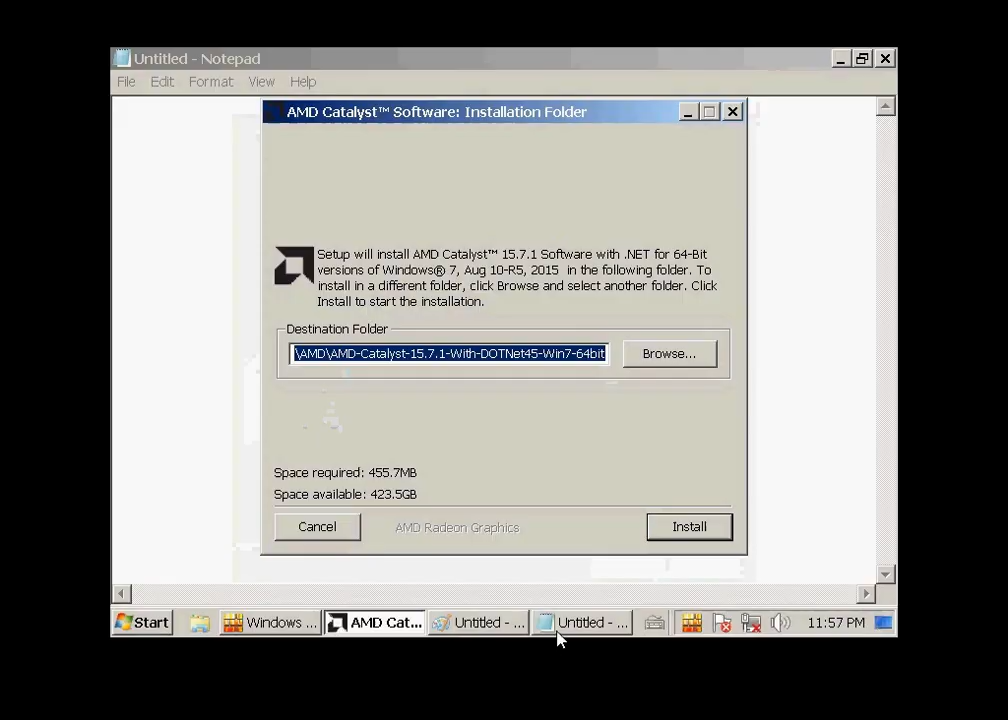 Untitled - Notepad
File Edit Format View Help
AMD Catalyst™ Software: Installation Folder
Setup will install AMD Catalyst™ 15.7.1 Software with .NET for 64-Bit
versions of Windows® 7, Aug 10-R5, 2015 in the following folder. To
install in a different folder, click Browse and select another folder. Click
Install to start the installation.
Destination Folder
\AMD\AMD-Catalyst-15.7.1-With-DOTNet45-Win7-64bit
Browse...
Space required: 455.7MB
Space available: 423.5GB
Cancel AMD Radeon Graphics Install
Start Windows ... AMD Cat... Untitled - ... Untitled - ... 11:57 PM